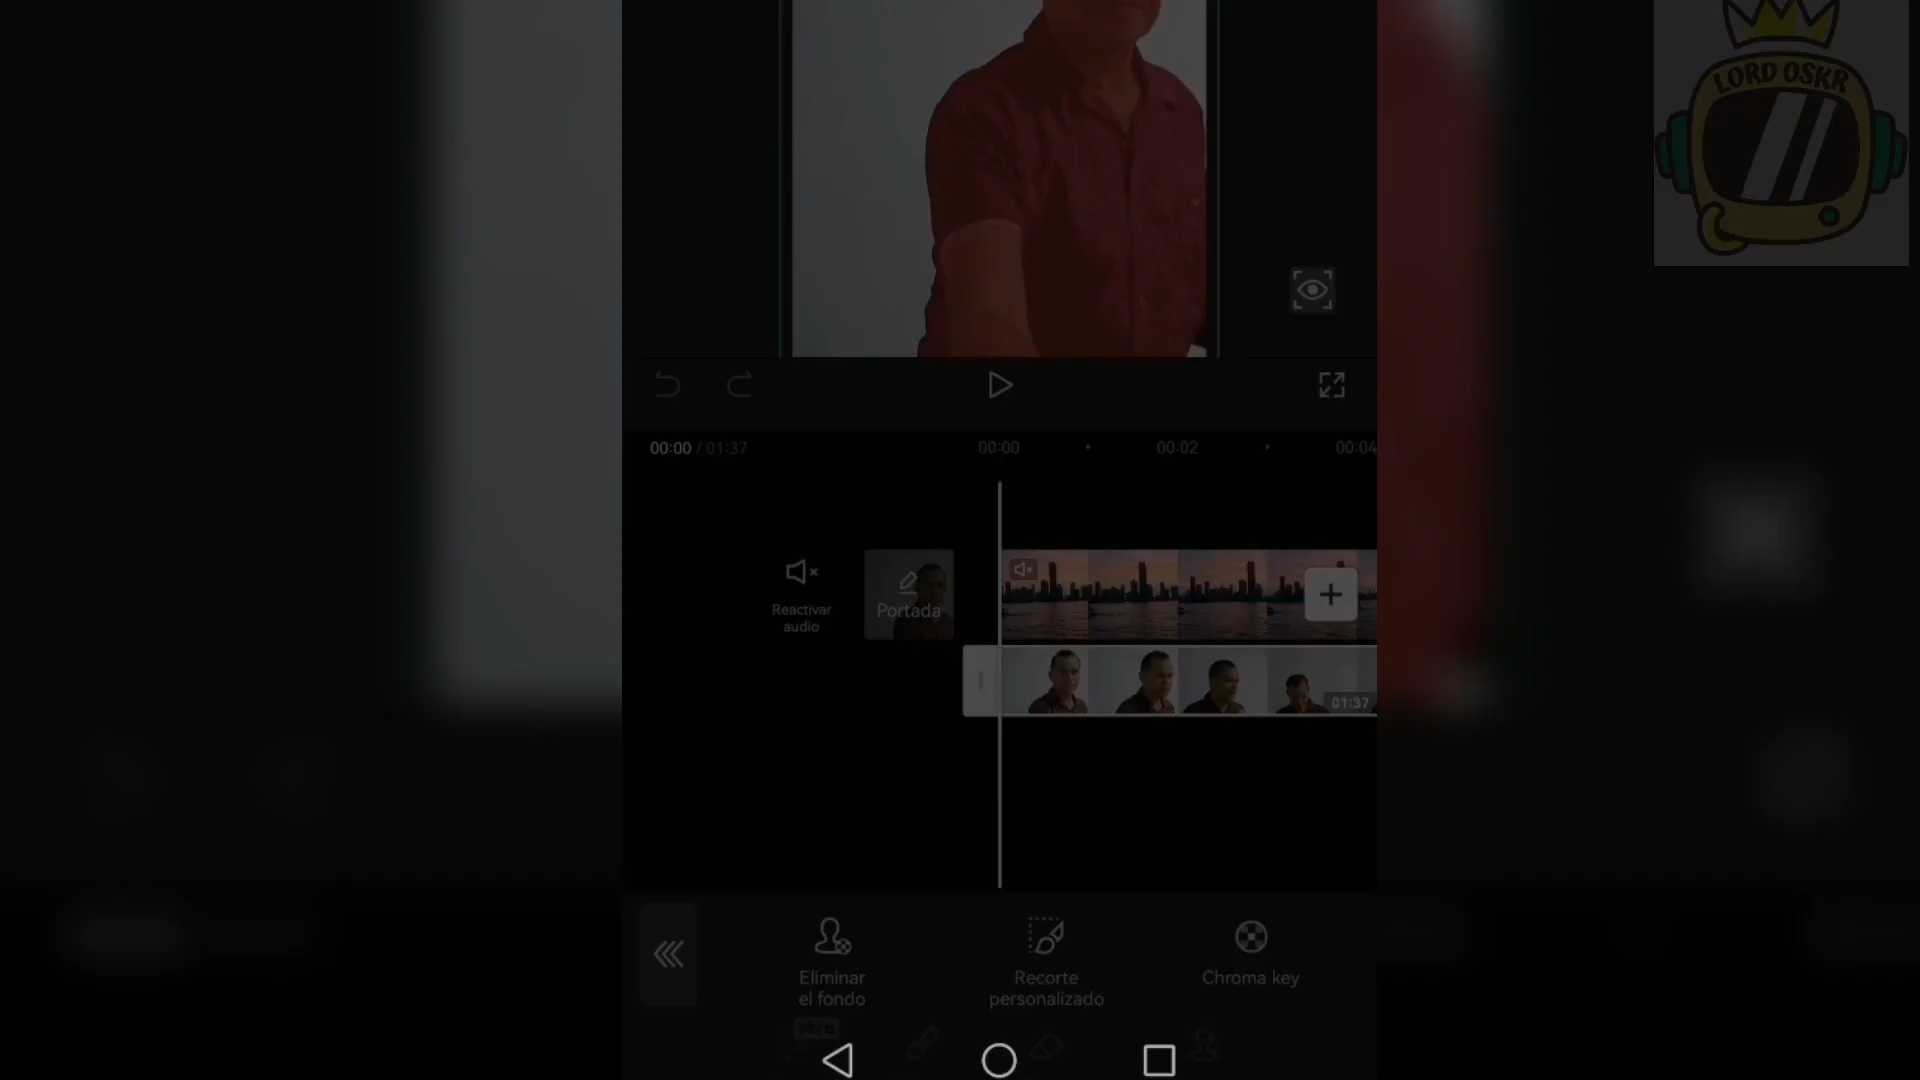 LORD OSKR
00:00 / 01:37
00:00
00:02
00:04
Reactivar
audio
Portada
01:37
Eliminar
el fondo
Recorte
personalizado
Chroma key